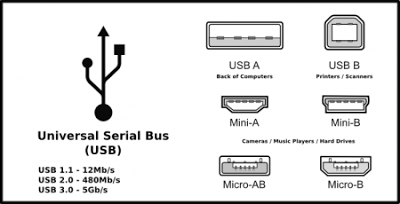 Universal Serial Bus
(USB)
USB 1.1 - 12Mb/s
USB 2.0 - 480Mb/s
USB 3.0 - 5Gb/s
USB A
Back of Computers
USB B
Printers / Scanners
Mini-A
Mini-B
Cameras / Music Players / Hard Drives
Micro-AB
Micro-B